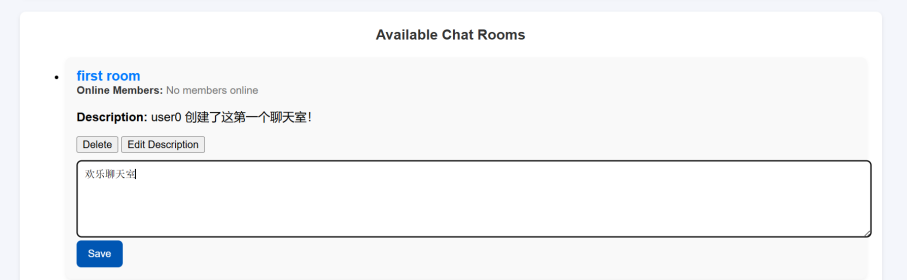 Available Chat Rooms
first room
Online Members: No members online
Description: user0 创建了这第一个聊天室！
Delete Edit Description
欢乐聊天室
Save